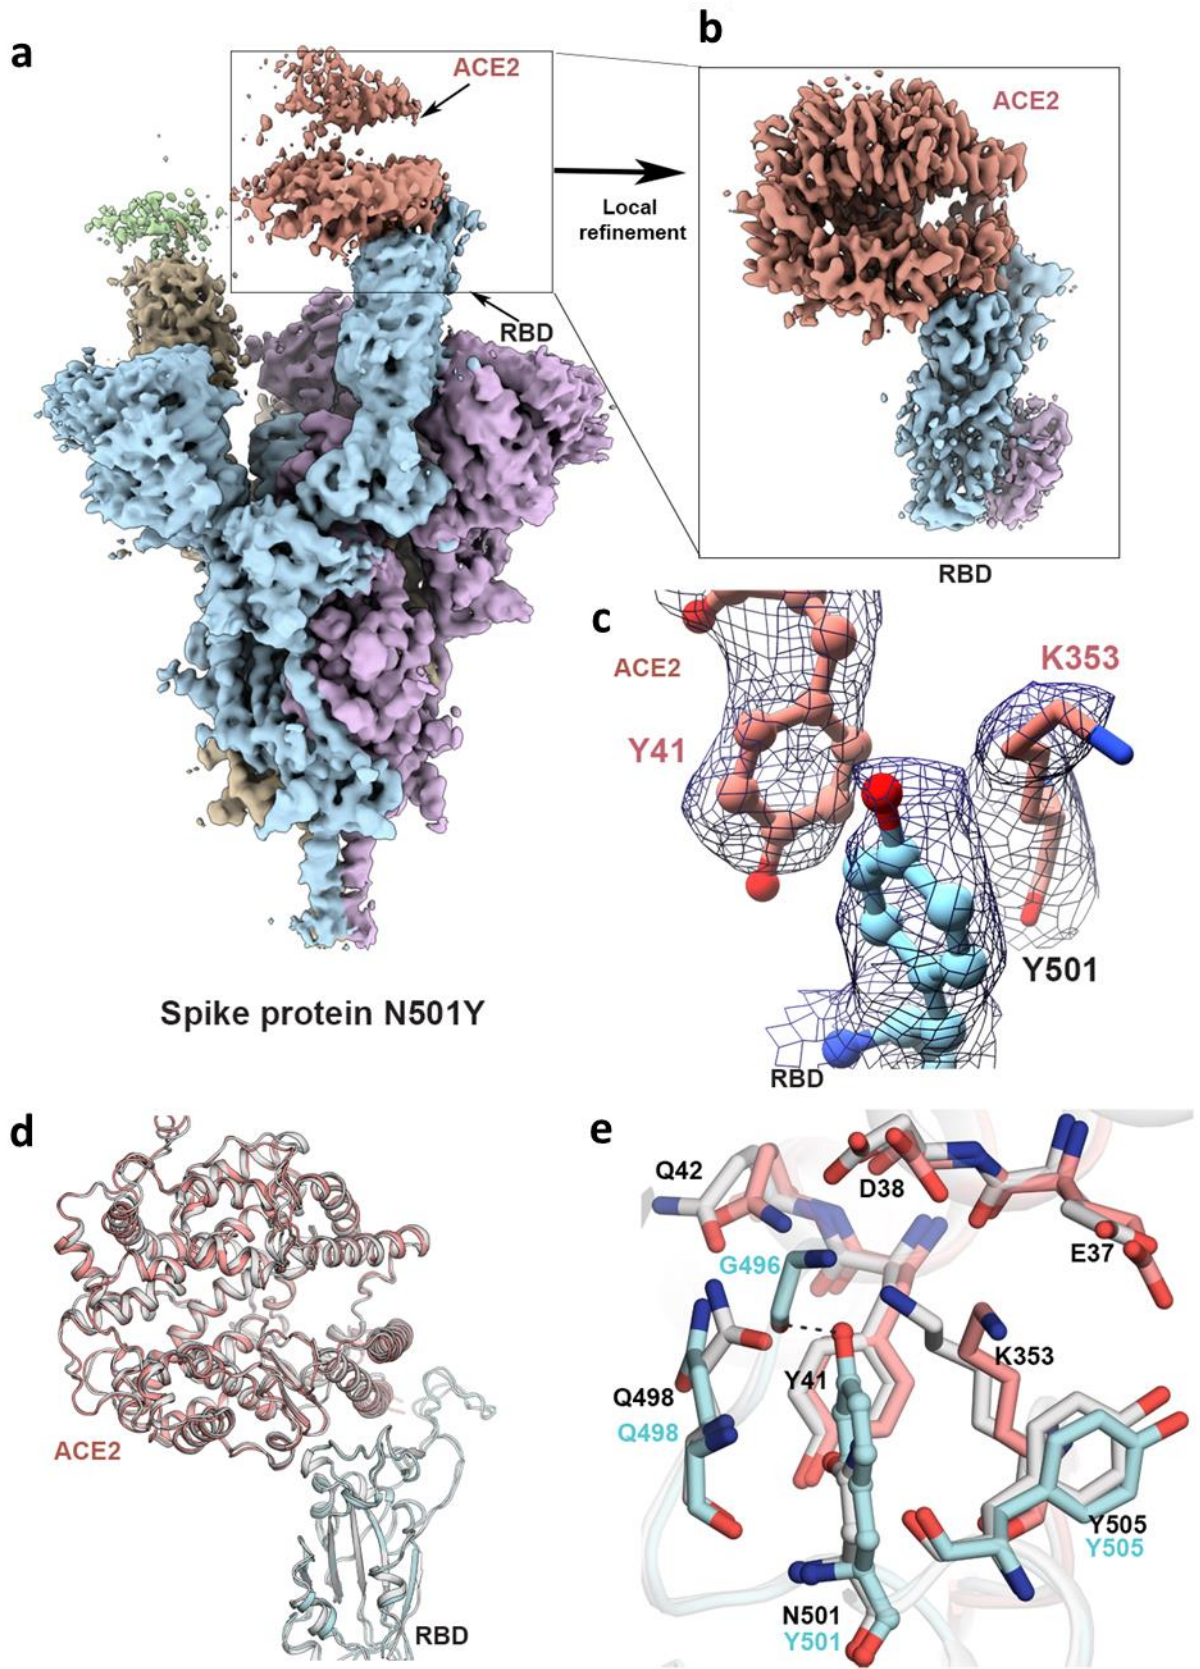 a
ACE2
RBD
Spike protein N501Y
Local
refinement
b
ACE2
RBD
c
ACE2
Y41
K353
Y501
RBD
d
ACE2
RBD
e
Q42
D38
E37
G496
K353
Y41
Q498
Q498
Y505
Y505
N501
Y501